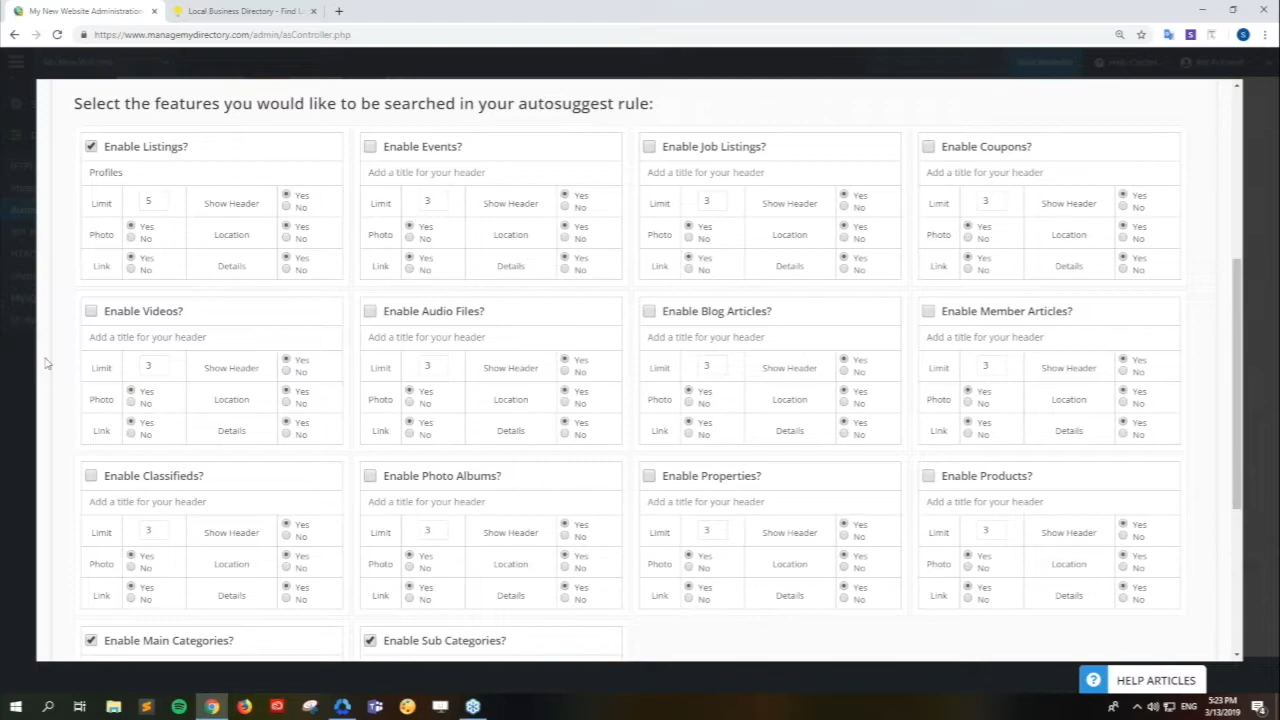 My New Website Administration
Local Business Directory - Find L
https://www.managemydirectory.com/admin/asController.php
Select the features you would like to be searched in your autosuggest rule:
Enable Listings? Enable Events? Enable Job Listings? Enable Coupons?
Profiles Add a title for your header Add a title for your header Add a title for your header
Limit 5 Show Header Yes No Limit 3 Show Header Yes No Limit 3 Show Header Yes No Limit 3 Show Header Yes No
Photo Yes No Location Yes No Photo Yes No Location Yes No Photo Yes No Location Yes No Photo Yes No Location Yes No
Link Yes No Details Yes No Link Yes No Details Yes No Link Yes No Details Yes No Link Yes No Details Yes No
Enable Videos? Enable Audio Files? Enable Blog Articles? Enable Member Articles?
Add a title for your header Add a title for your header Add a title for your header Add a title for your header
Limit 3 Show Header Yes No Limit 3 Show Header Yes No Limit 3 Show Header Yes No Limit 3 Show Header Yes No
Photo Yes No Location Yes No Photo Yes No Location Yes No Photo Yes No Location Yes No Photo Yes No Location Yes No
Link Yes No Details Yes No Link Yes No Details Yes No Link Yes No Details Yes No Link Yes No Details Yes No
Enable Classifieds? Enable Photo Albums? Enable Properties? Enable Products?
Add a title for your header Add a title for your header Add a title for your header Add a title for your header
Limit 3 Show Header Yes No Limit 3 Show Header Yes No Limit 3 Show Header Yes No Limit 3 Show Header Yes No
Photo Yes No Location Yes No Photo Yes No Location Yes No Photo Yes No Location Yes No Photo Yes No Location Yes No
Link Yes No Details Yes No Link Yes No Details Yes No Link Yes No Details Yes No Link Yes No Details Yes No
Enable Main Categories? Enable Sub Categories?
? HELP ARTICLES
ENG
5:23 PM
3/13/2019